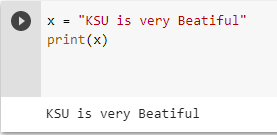 x = "KSU is very Beatiful"
print(x)
KSU is very Beatiful